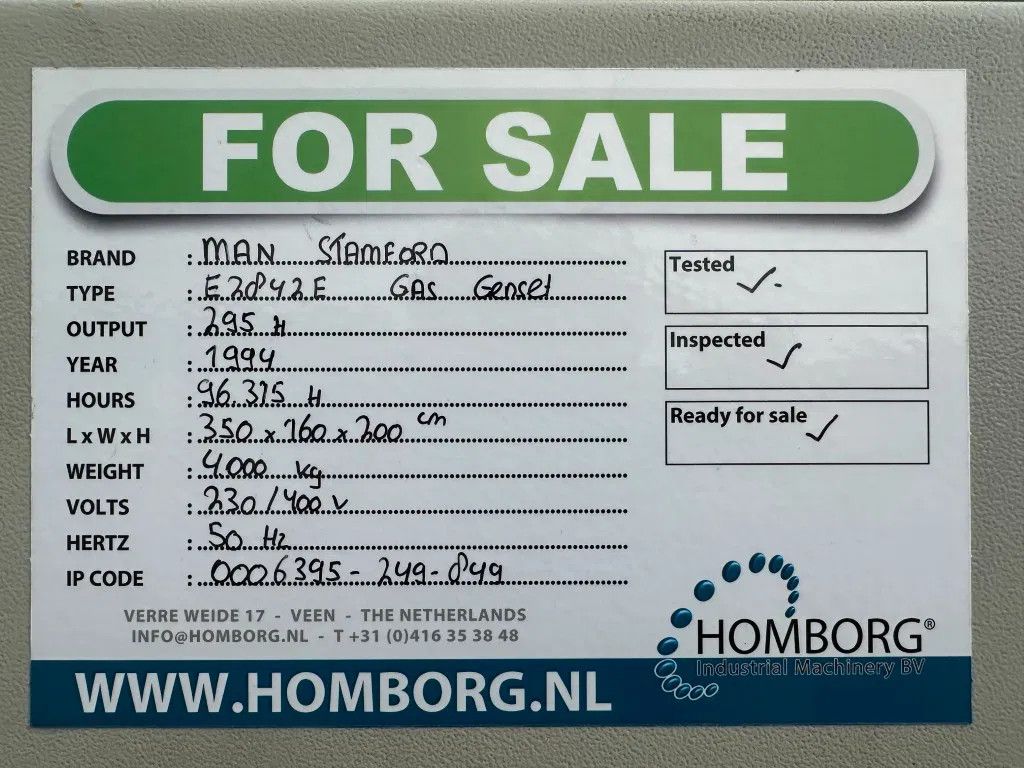 FOR SALE
BRAND : MAN STAMFORD
TYPE : E2842E GAS Genset
OUTPUT : 295 H
YEAR : 1994
HOURS : 96.315 H
L x W x H : 350 x 160 x 200 cm
WEIGHT : 4.000 kg
VOLTS : 230/400 V
HERTZ : 50 Hz
IP CODE : 0006395-249-849
Tested ✓.
Inspected ✓
Ready for sale ✓
VERRE WEIDE 17 - VEEN - THE NETHERLANDS
INFO@HOMBORG.NL - T +31 (0)416 35 38 48
HOMBORG®
Industrial Machinery BV
WWW.HOMBORG.NL